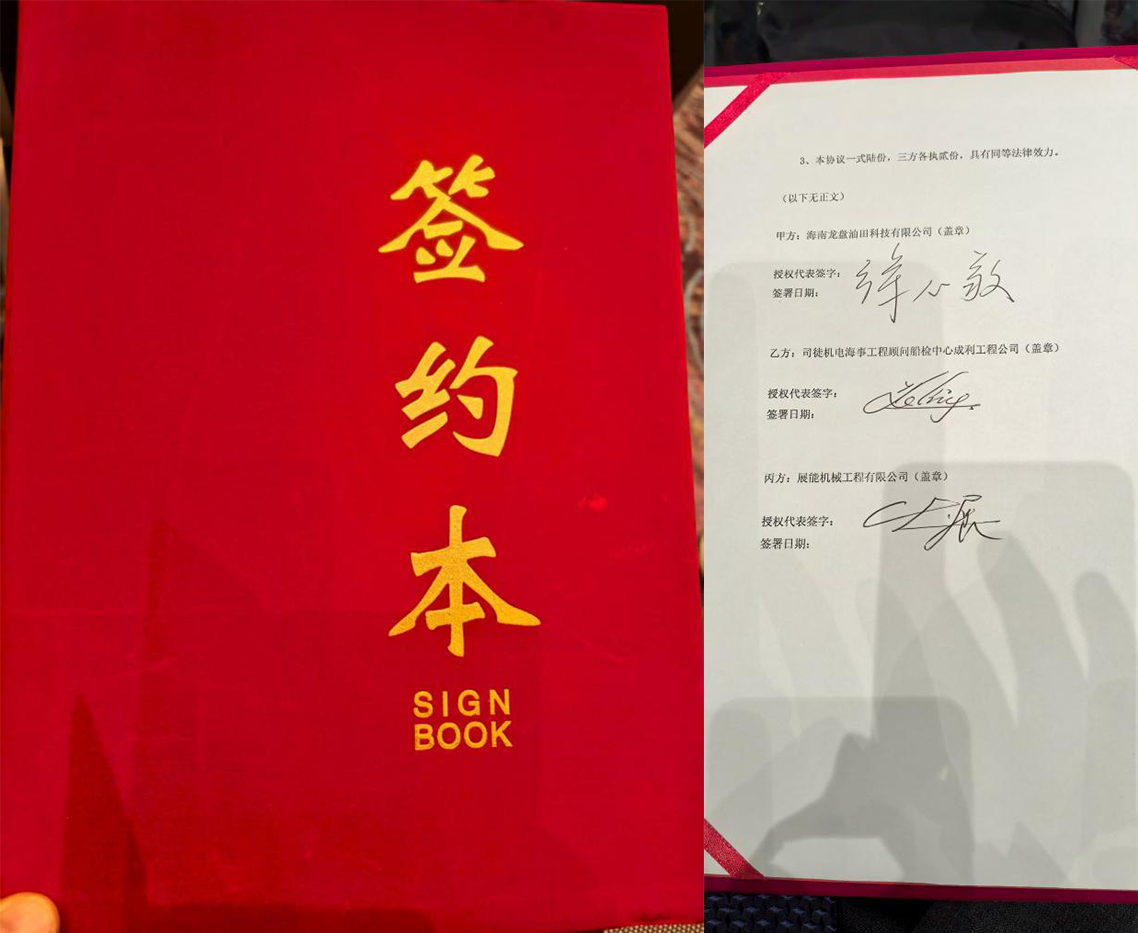 签约本
SIGN
BOOK
3、本协议一式陆份，三方各执贰份，具有同等法律效力。
（以下无正文）
甲方：海南龙盘油田科技有限公司（盖章）
授权代表签字：
签署日期：
乙方：司徒机电海事工程顾问船检中心成利工程公司（盖章）
授权代表签字：
签署日期：
丙方：展能机械工程有限公司（盖章）
授权代表签字：
签署日期：